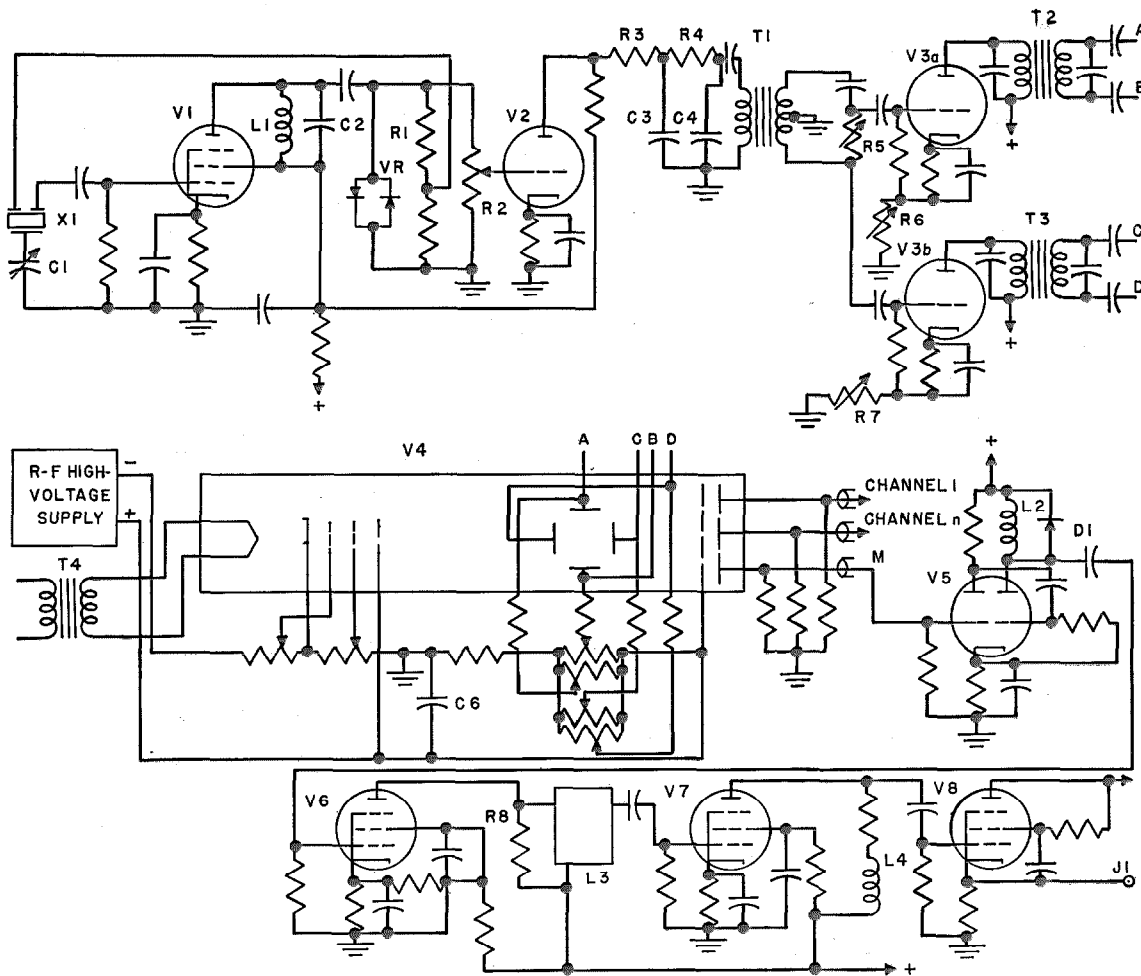 T2
R3 R4 T1
V3a
A
V1
L1
C2
R1
V2
C3 C4
B
VR
R5
+
X1
R2
R6
T3
C1
V3b
C
D
+
+
R7
V4
A C B D
+
R-F HIGH-
VOLTAGE
SUPPLY
-
+
CHANNEL 1
CHANNEL n
M
L2
D1
T4
V5
C6
V6
R8
V7
V8
L3
L4
J1
+